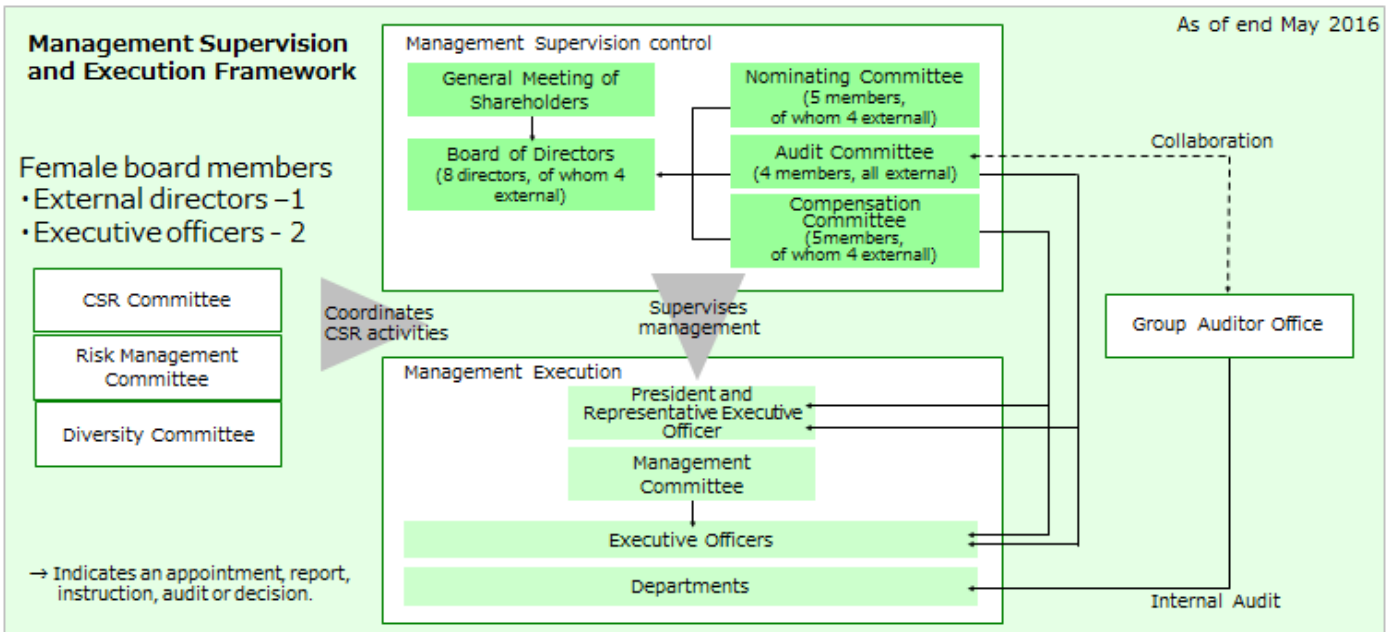 As of end May 2016
Management Supervision
and Execution Framework
Female board members
・External directors –1
・Executive officers - 2
CSR Committee
Risk Management
Committee
Diversity Committee
→ Indicates an appointment, report,
instruction, audit or decision.
Coordinates
CSR activities
Management Supervision control
General Meeting of
Shareholders
Board of Directors
(8 directors, of whom 4
external)
Nominating Committee
(5 members,
of whom 4 externall)
Audit Committee
(4 members, all external)
Compensation
Committee
(5members,
of whom 4 externall)
Supervises
management
Management Execution
President and
Representative Executive
Officer
Management
Committee
Executive Officers
Departments
Collaboration
Group Auditor Office
Internal Audit